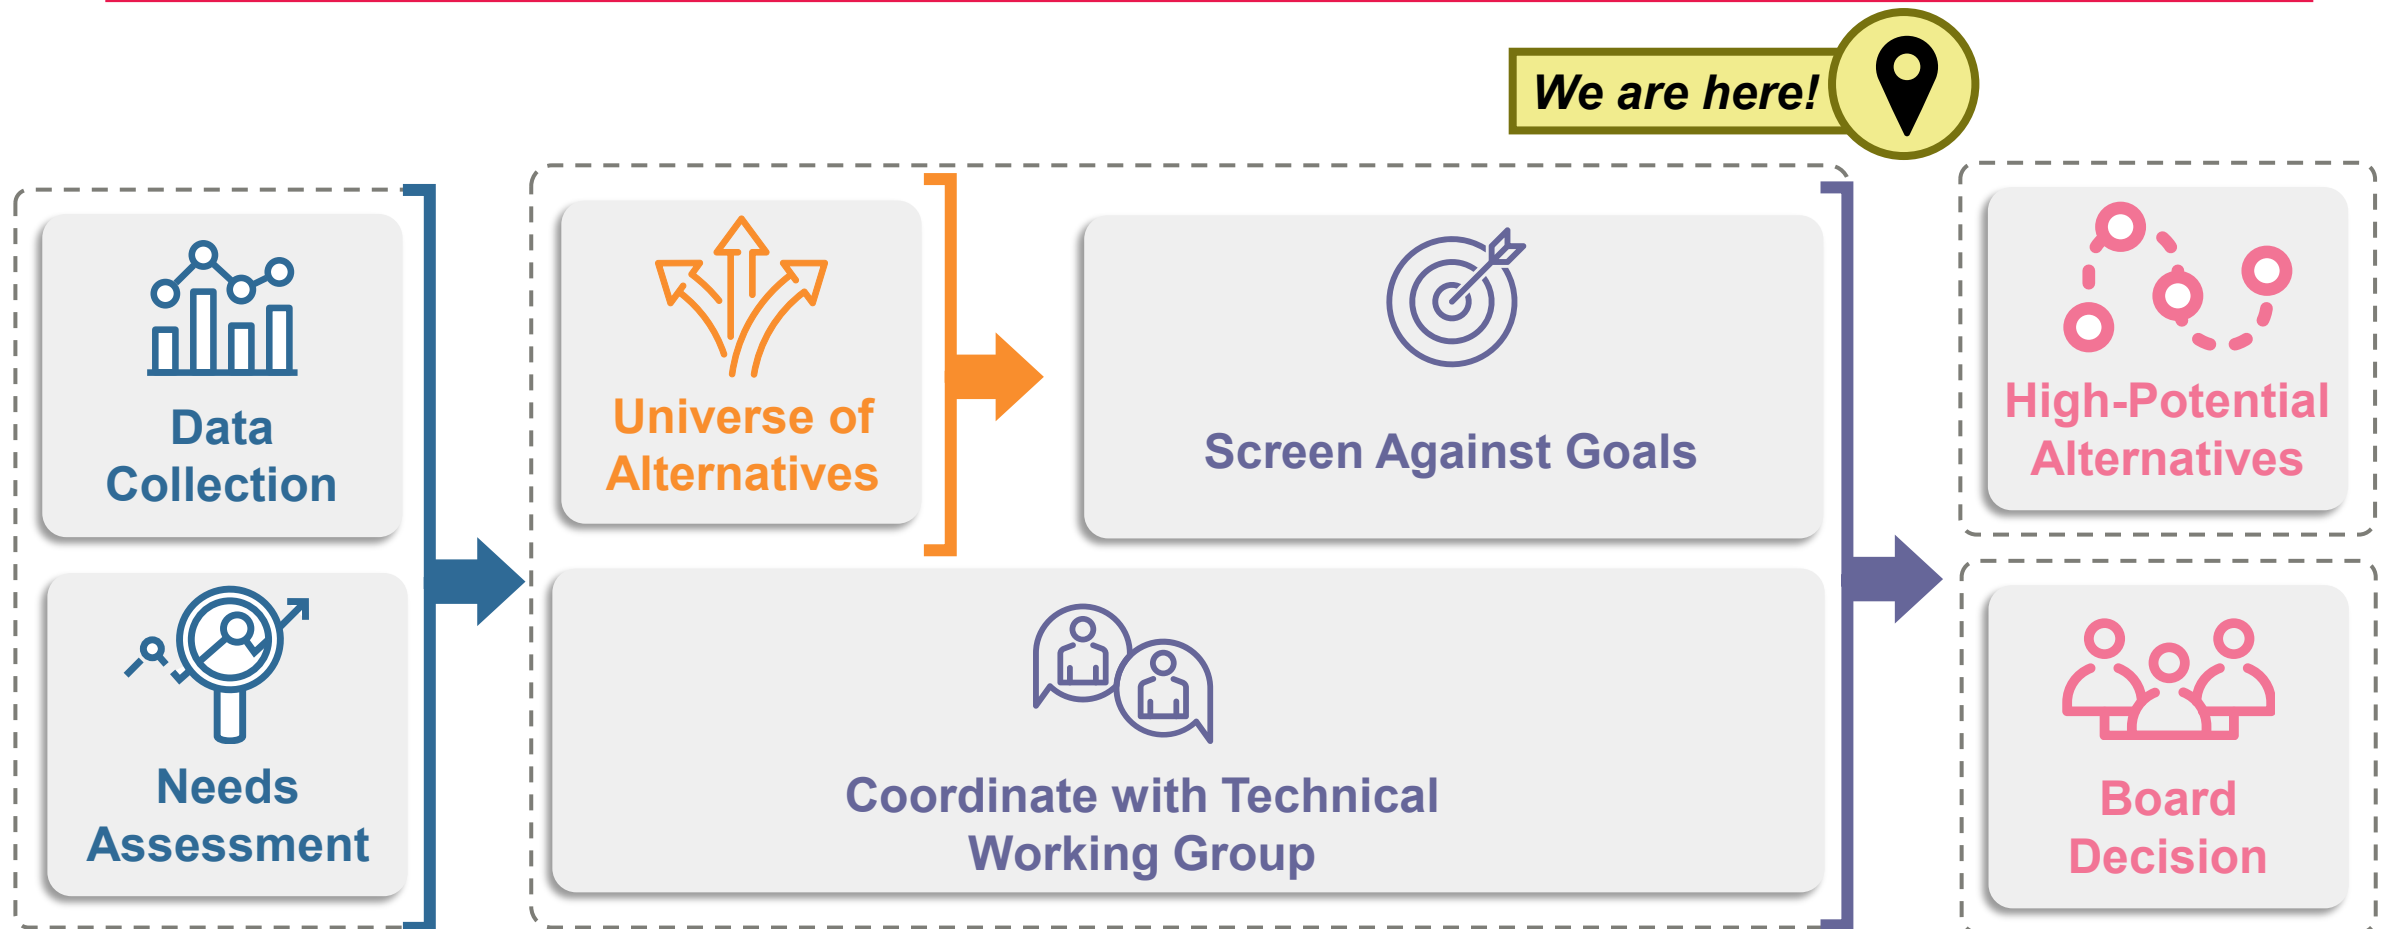 We are here!
Data
Collection
Needs
Assessment
Universe of
Alternatives
Screen Against Goals
Coordinate with Technical
Working Group
High-Potential
Alternatives
Board
Decision